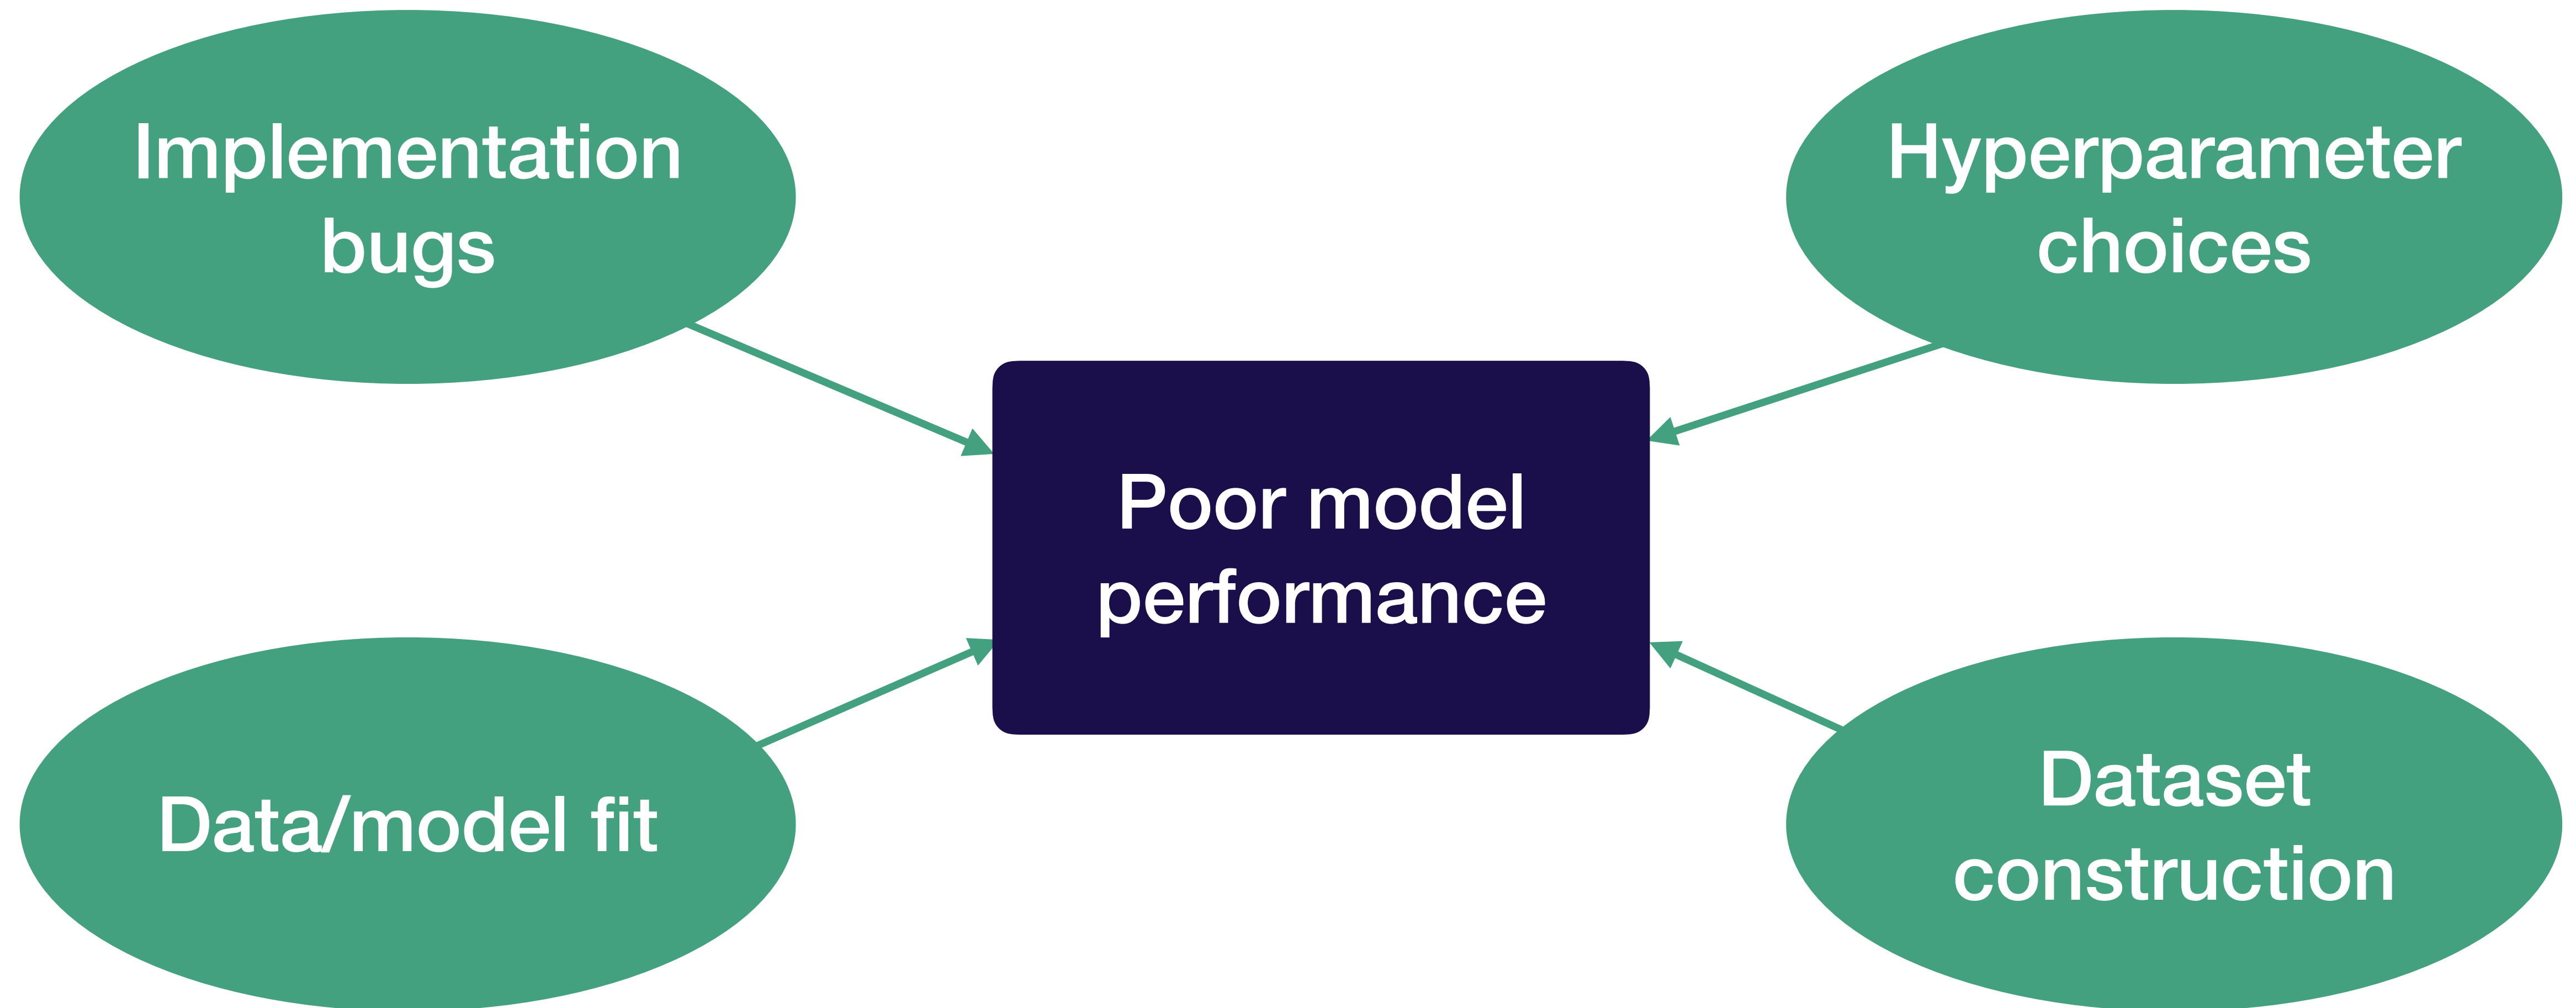 Implementation
bugs
Hyperparameter
choices
Poor model
performance
Data/model fit
Dataset
construction